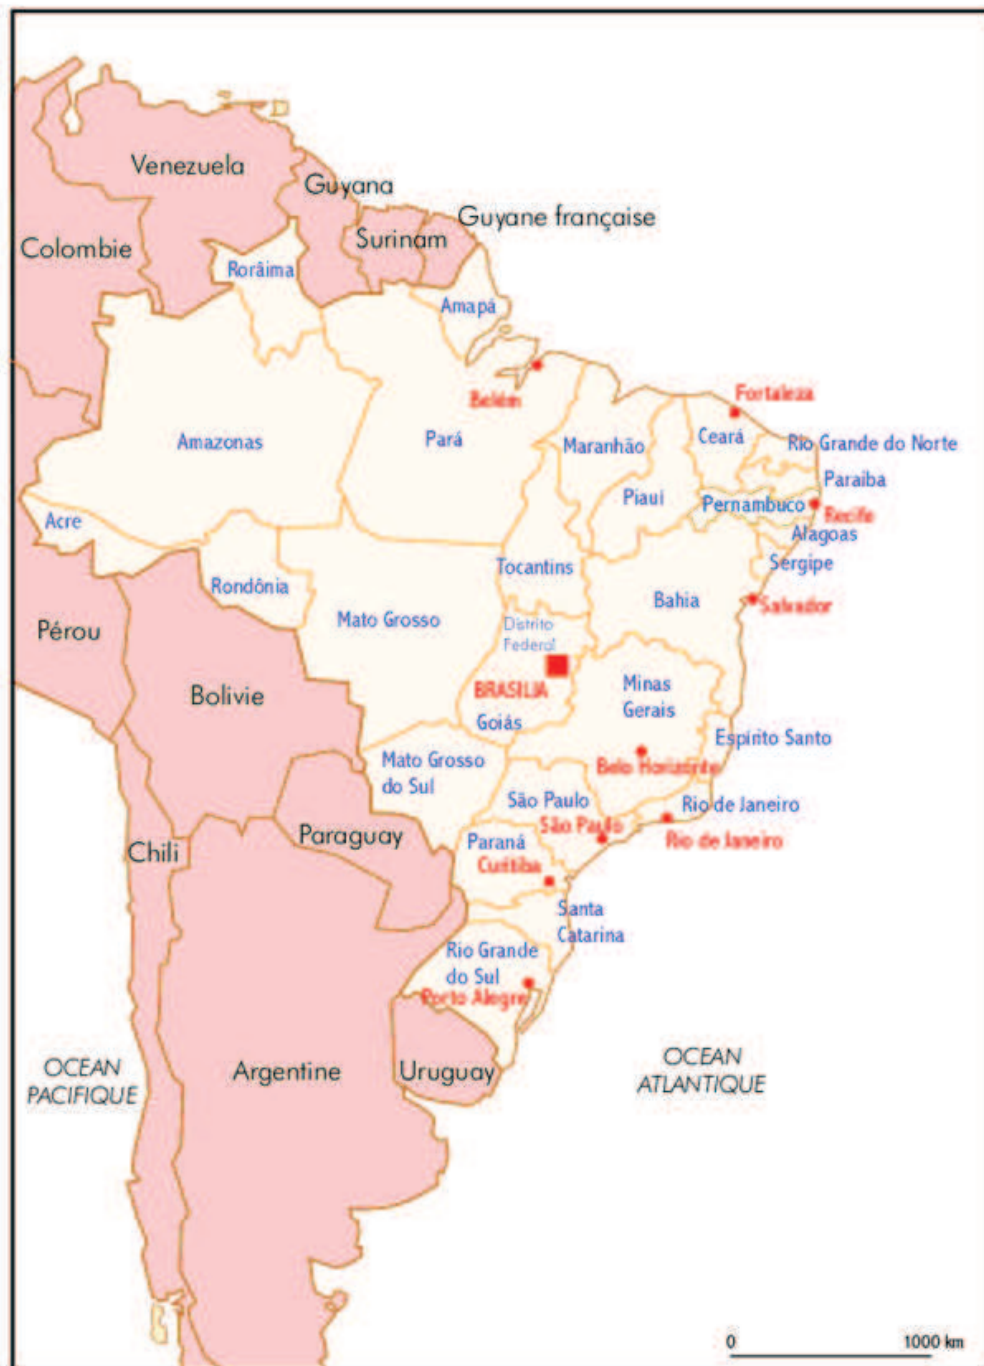 Venezuela
Guyana
Guyane française
Surinam
Colombie
Rorâima
Amapá
Belém
Fortaleza
Amazonas
Pará
Maranhão
Ceará
Rio Grande do Norte
Paraiba
Piaui
Pernambuco
Recife
Acre
Alagoas
Sergipe
Tocantins
Rondônia
Bahia
Salvador
Mato Grosso
Distrito
Federal
Pérou
Bolivie
BRASILIA
Minas
Gerais
Goiás
Espírito Santo
Mato Grosso
do Sul
Belo Horizonte
São Paulo
Rio de Janeiro
São Paulo
Rio de Janeiro
Paraguay
Paraná
Chili
Curitiba
Santa
Catarina
Rio Grande
do Sul
Porto Alegre
OCEAN
PACIFIQUE
Argentine
Uruguay
OCEAN
ATLANTIQUE
0 1000 km